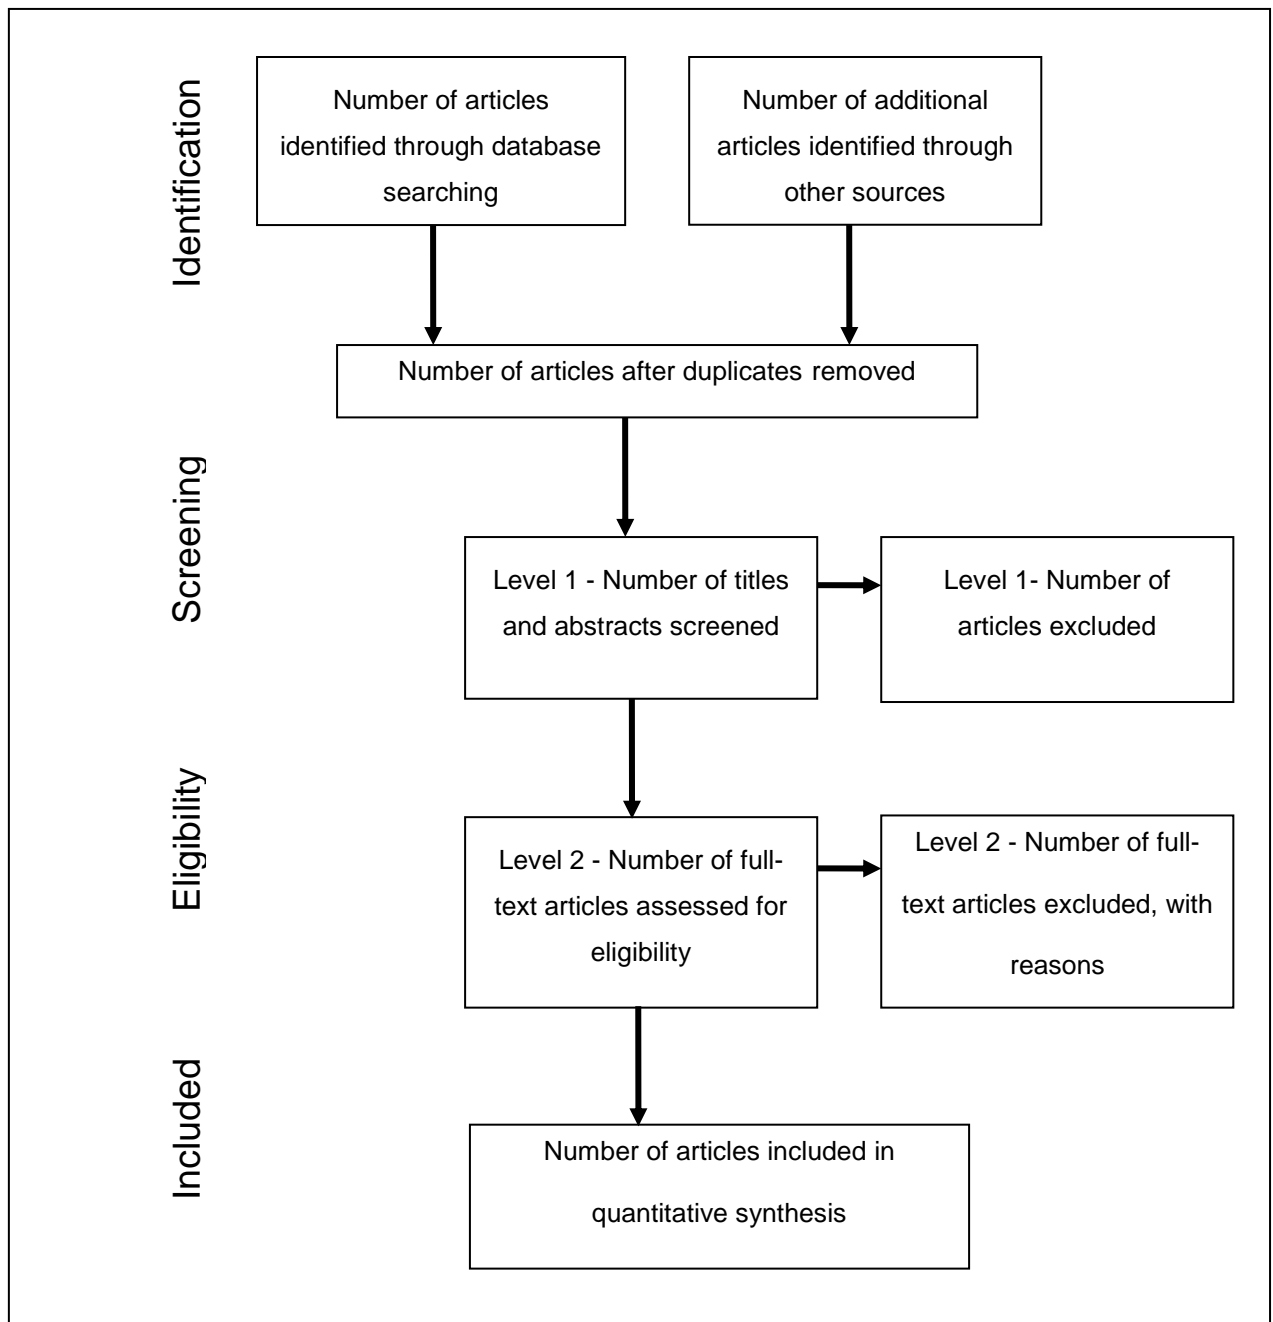 Identification
Number of articles
identified through database
searching
Number of additional
articles identified through
other sources
Number of articles after duplicates removed
Screening
Level 1 - Number of titles
and abstracts screened
Level 1- Number of
articles excluded
Eligibility
Level 2 - Number of full-
text articles assessed for
eligibility
Level 2 - Number of full-
text articles excluded, with
reasons
Included
Number of articles included in
quantitative synthesis